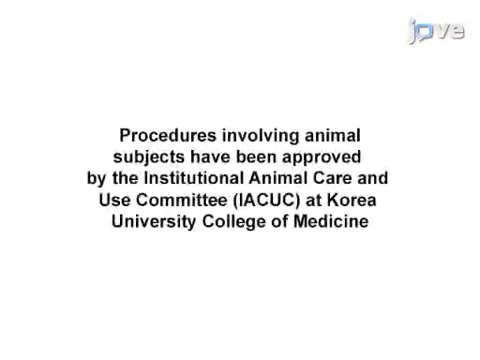 jove
Procedures involving animal
subjects have been approved
by the Institutional Animal Care and
Use Committee (IACUC) at Korea
University College of Medicine